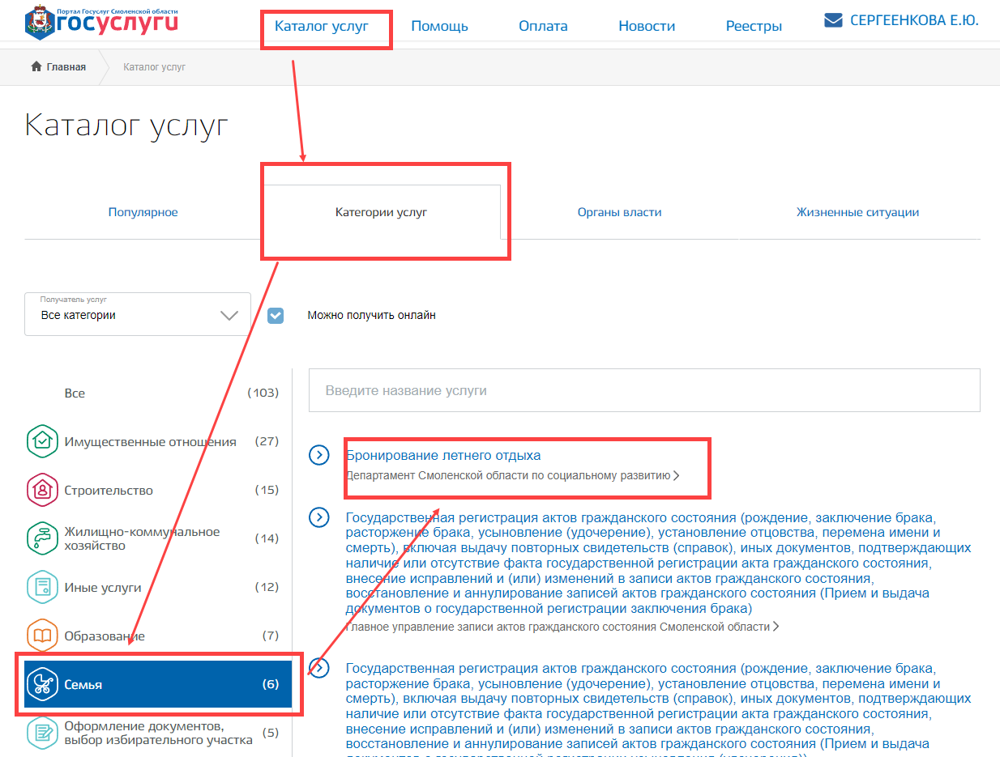 Портал Госуслуг Смоленской области
госуслуги
Каталог услуг
Помощь
Оплата
Новости
Реестры
СЕРГЕЕНКОВА Е.Ю.
Главная
Каталог услуг
Каталог услуг
Популярное
Категории услуг
Органы власти
Жизненные ситуации
Получатель услуг
Все категории
Можно получить онлайн
Все (103)
Имущественные отношения (27)
Строительство (15)
Жилищно-коммунальное
хозяйство (14)
Иные услуги (12)
Образование (7)
Семья (6)
Оформление документов,
выбор избирательного участка (5)
Введите название услуги
Бронирование летнего отдыха
Департамент Смоленской области по социальному развитию
Государственная регистрация актов гражданского состояния (рождение, заключение брака,
расторжение брака, усыновление (удочерение), установление отцовства, перемена имени и
смерть), включая выдачу повторных свидетельств (справок), иных документов, подтверждающих
наличие или отсутствие факта государственной регистрации акта гражданского состояния,
внесение исправлений и (или) изменений в записи актов гражданского состояния,
восстановление и аннулирование записей актов гражданского состояния (Прием и выдача
документов о государственной регистрации заключения брака)
Главное управление записи актов гражданского состояния Смоленской области
Государственная регистрация актов гражданского состояния (рождение, заключение брака,
расторжение брака, усыновление (удочерение), установление отцовства, перемена имени и
смерть), включая выдачу повторных свидетельств (справок), иных документов, подтверждающих
наличие или отсутствие факта государственной регистрации акта гражданского состояния,
внесение исправлений и (или) изменений в записи актов гражданского состояния,
восстановление и аннулирование записей актов гражданского состояния (Прием и выдача